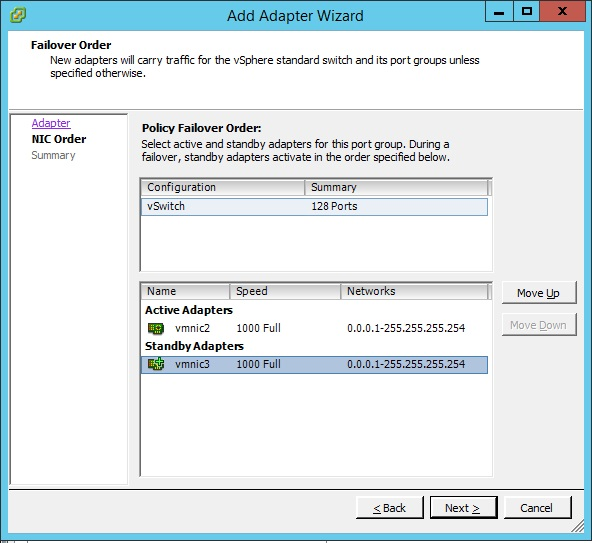 Add Adapter Wizard
Failover Order
New adapters will carry traffic for the vSphere standard switch and its port groups unless
specified otherwise.
Adapter
NIC Order
Summary
Policy Failover Order:
Select active and standby adapters for this port group. During a
failover, standby adapters activate in the order specified below.
Configuration Summary
vSwitch 128 Ports
Name Speed Networks
Active Adapters
vmnic2 1000 Full 0.0.0.1-255.255.255.254
Standby Adapters
vmnic3 1000 Full 0.0.0.1-255.255.255.254
Move Up
Move Down
< Back Next > Cancel